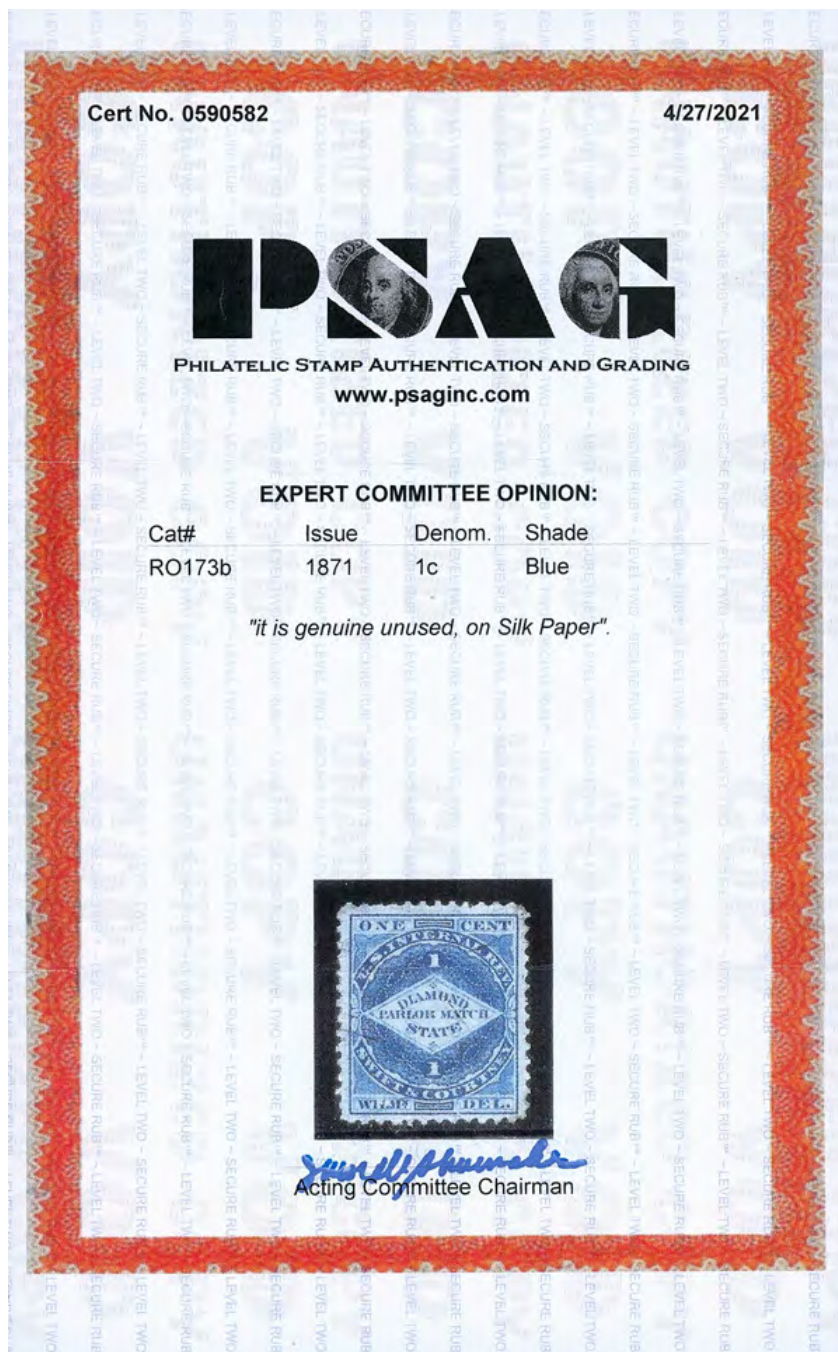 Cert No. 0590582
4/27/2021
PSAG
PHILATELIC STAMP AUTHENTICATION AND GRADING
www.psaginc.com
EXPERT COMMITTEE OPINION:
Cat# Issue Denom. Shade
RO173b 1871 1c Blue
"it is genuine unused, on Silk Paper".
ONE CENT
U.S. INTERNAL REV.
1
DIAMOND
PARLOR MATCH
STATE
1
SWIFT & COURTNEY
WILM. DEL.
Acting Committee Chairman